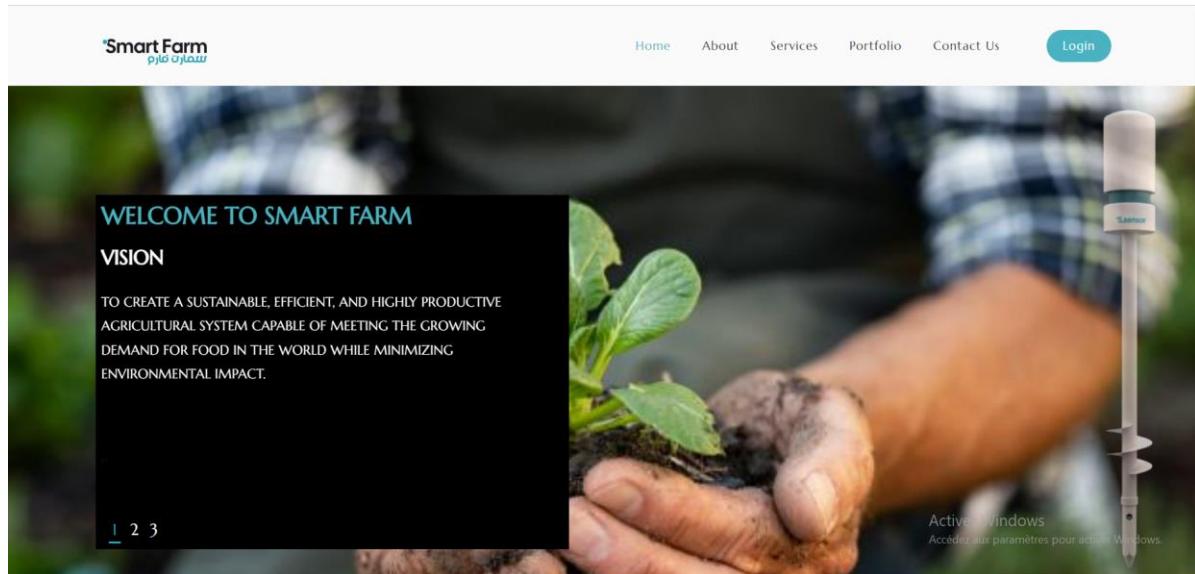 Smart Farm
سمارت فارم
Home About Services Portfolio Contact Us Login
WELCOME TO SMART FARM
VISION
TO CREATE A SUSTAINABLE, EFFICIENT, AND HIGHLY PRODUCTIVE
AGRICULTURAL SYSTEM CAPABLE OF MEETING THE GROWING
DEMAND FOR FOOD IN THE WORLD WHILE MINIMIZING
ENVIRONMENTAL IMPACT.
1 2 3
Activer Windows
Accédez aux paramètres pour activer Windows.